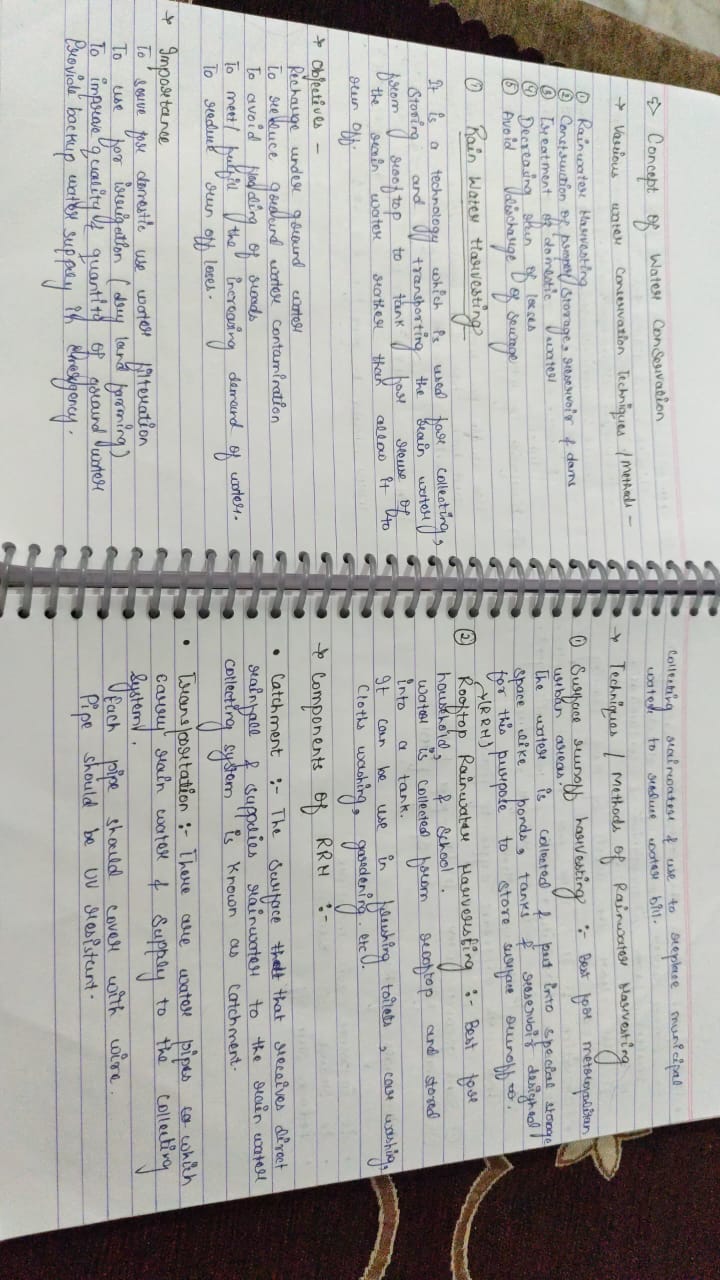 ⇒ Concept of Water Conservation
→ Various water Conservation Techniques / Methods -
① Rainwater Harvesting
② Construction of proper storage, reservoir & dams
③ Treatment of domestic water
④ Decreasing run of loses
⑤ Avoid discharge of sewage
① Rain Water Harvesting
It is a technology which is used for collecting,
storing and transporting the rain water
from rooftop to tank for reuse of
the rain water rather than allow it to
run off.
→ Objectives -
Recharge under ground water
To reduce ground water contamination
To avoid flooding of roads
To meet/ fulfill the increasing demand of water.
To reduce run off loses.
→ Importance
To serve for domestic use water filteration
To use for irrigation (dry land farming)
To improve quality & quantity of ground water
Provide backup water supply in emergency.
Collecting rainwater & use to replace municipal
water to reduce water bill.
→ Techniques / Methods of Rainwater Harvesting
① Surface runoff harvesting :- Best for metropolitan
urban areas.
The water is collected & put into special storage
space like ponds, tanks & reservoir designed
for this purpose to store surface runoff.
→(RRH)
② Rooftop Rainwater Harversting :- Best for
household, & school.
water is collected from rooftop and stored
into a tank.
It can be use in flushing toilets, car washing,
cloths washing, gardening. etc.
→ Components of RRH :-
• Catchment :- The surface that that receives direct
rainfall & supplies rainwater to the rain water
collecting system is known as catchment.
• Transportation :- There are water pipes which
carry rain water & supply to the collecting
system.
Each pipe should cover with wire.
Pipe should be UV resistant.